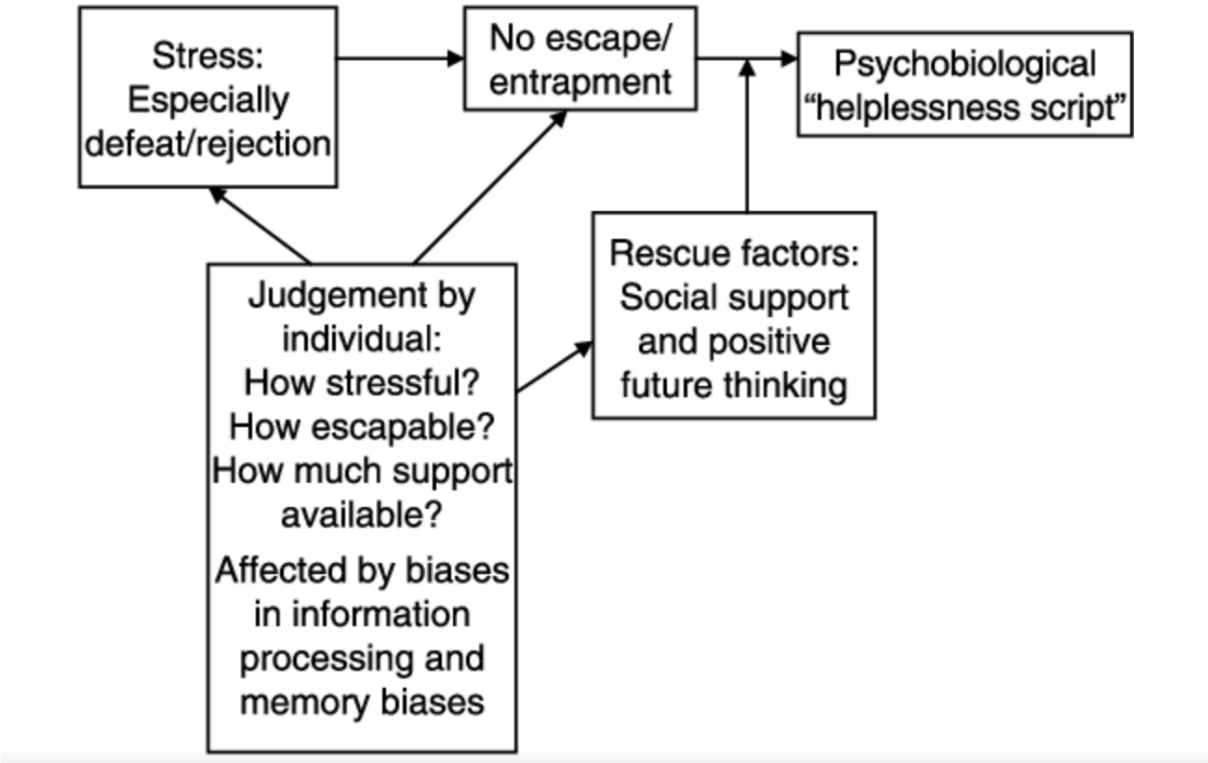 Stress:
Especially
defeat/rejection
No escape/
entrapment
Psychobiological
“helplessness script”
Judgement by
individual:
How stressful?
How escapable?
How much support
available?
Affected by biases
in information
processing and
memory biases
Rescue factors:
Social support
and positive
future thinking